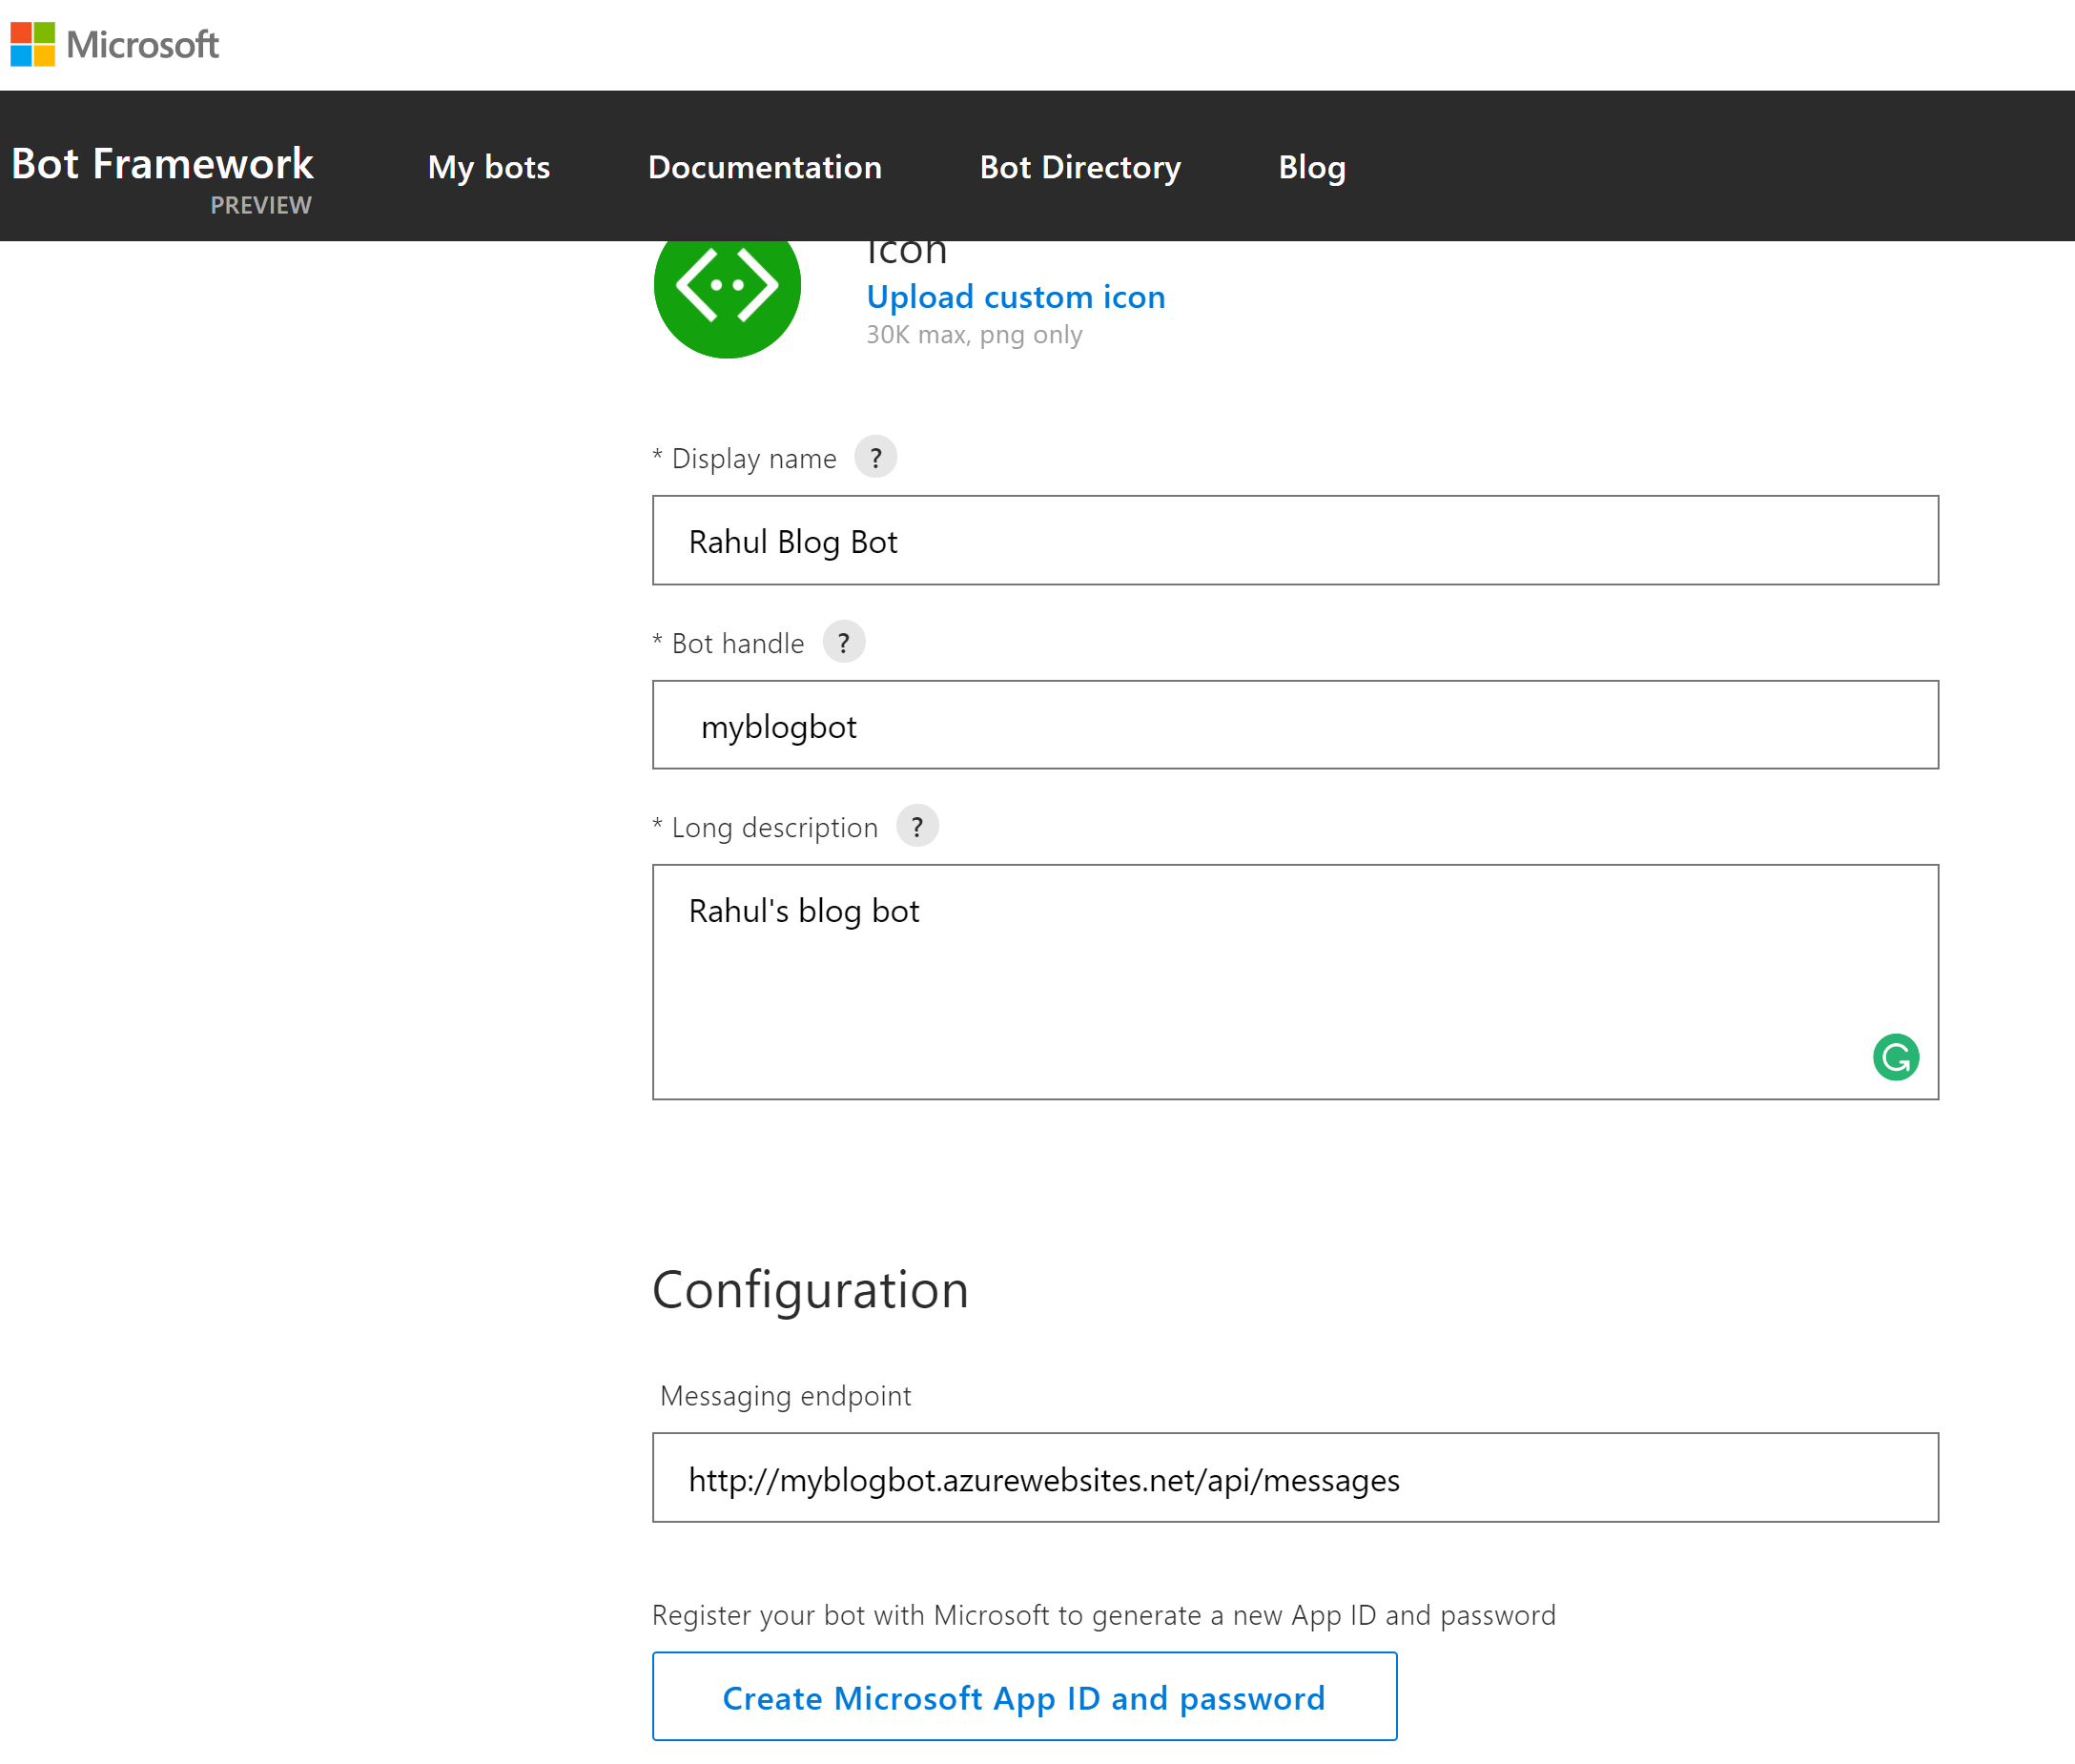 Microsoft
Bot Framework
PREVIEW
My bots
Documentation
Bot Directory
Blog
Icon
Upload custom icon
30K max, png only
* Display name ?
Rahul Blog Bot
* Bot handle ?
myblogbot
* Long description ?
Rahul's blog bot
Configuration
Messaging endpoint
http://myblogbot.azurewebsites.net/api/messages
Register your bot with Microsoft to generate a new App ID and password
Create Microsoft App ID and password